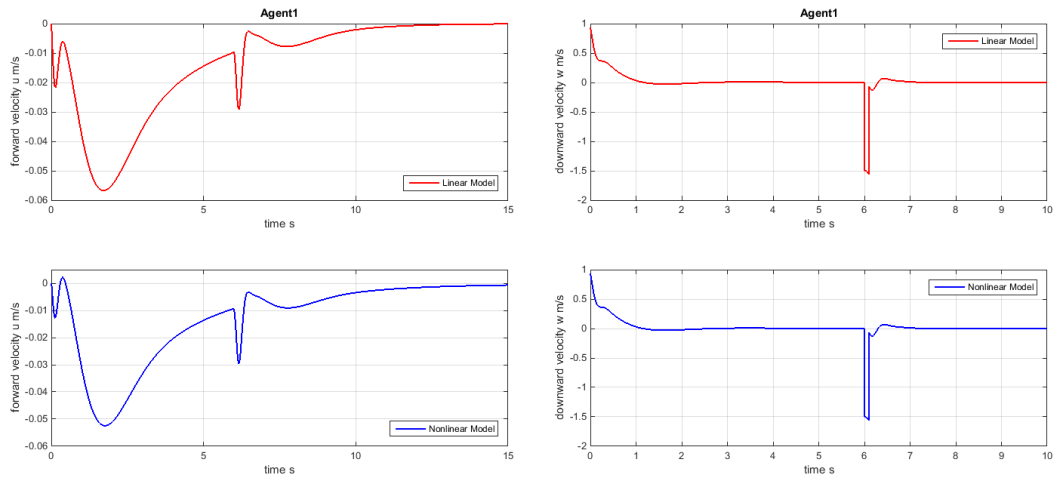 Agent1
forward velocity u m/s
0
-0.01
-0.02
-0.03
-0.04
-0.05
-0.06
Linear Model
0 5 10 15
time s
Agent1
downward velocity w m/s
1
0.5
0
-0.5
-1
-1.5
-2
Linear Model
0 1 2 3 4 5 6 7 8 9 10
time s
forward velocity u m/s
0
-0.01
-0.02
-0.03
-0.04
-0.05
-0.06
Nonlinear Model
0 5 10 15
time s
downward velocity w m/s
1
0.5
0
-0.5
-1
-1.5
-2
Nonlinear Model
0 1 2 3 4 5 6 7 8 9 10
time s